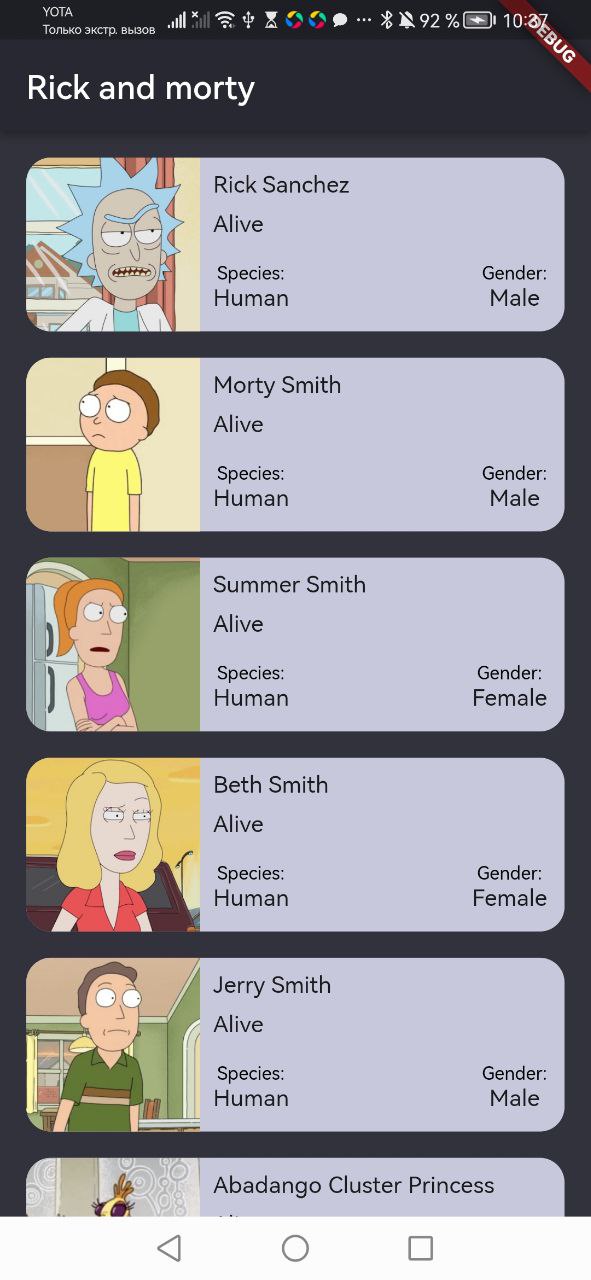 YOTA
Только экстр. вызов
92 % 10:37
DEBUG
Rick and morty
Rick Sanchez
Alive
Species: Gender:
Human Male
Morty Smith
Alive
Species: Gender:
Human Male
Summer Smith
Alive
Species: Gender:
Human Female
Beth Smith
Alive
Species: Gender:
Human Female
Jerry Smith
Alive
Species: Gender:
Human Male
Abadango Cluster Princess